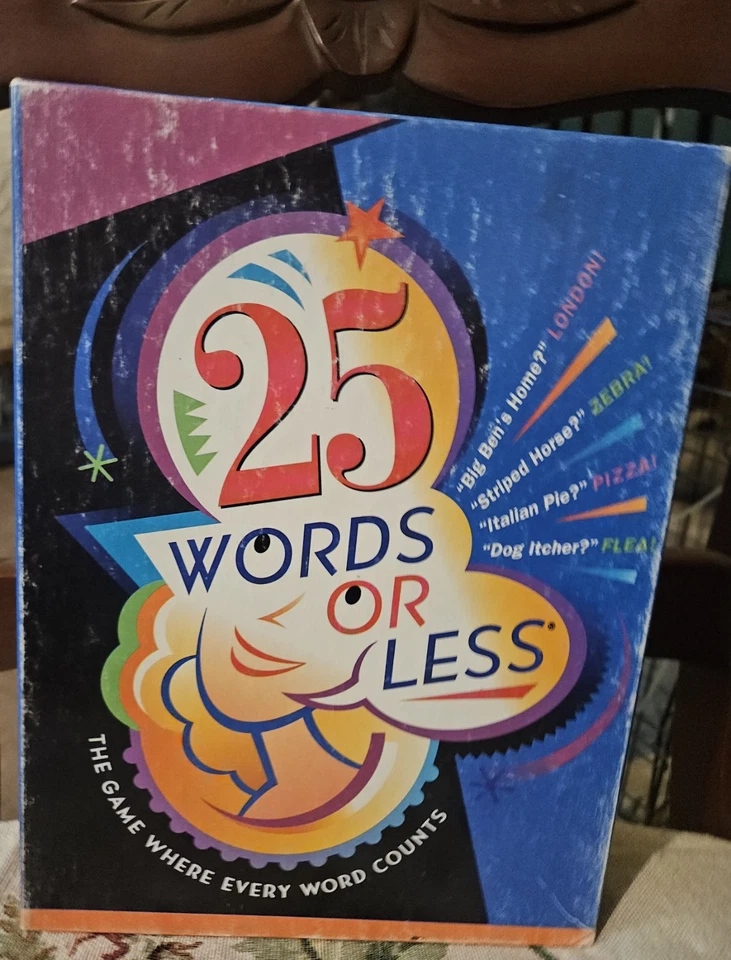 25
WORDS
OR
LESS®
"Big Ben's Home?" LONDON!
"Striped Horse?" ZEBRA!
"Italian Pie?" PIZZA!
"Dog Itcher?" FLEA!
THE GAME WHERE EVERY WORD COUNTS